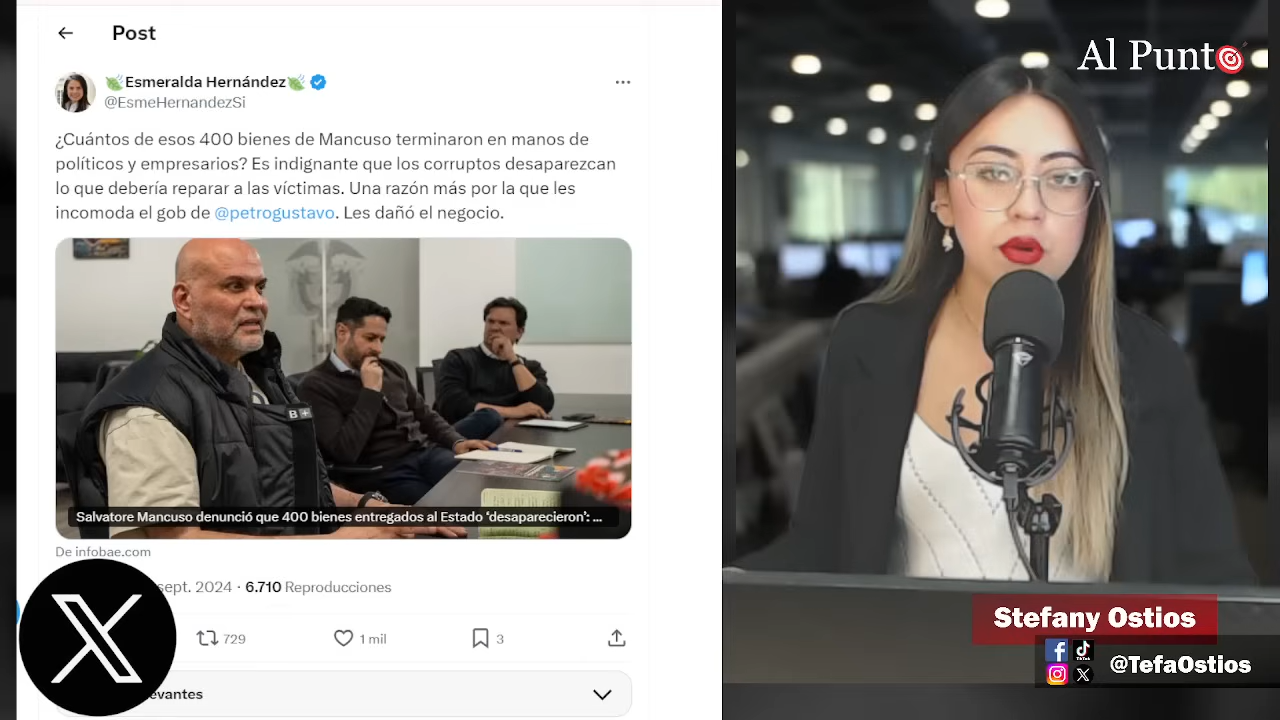 Post
Esmeralda Hernández
@EsmeHernandezSi
¿Cuántos de esos 400 bienes de Mancuso terminaron en manos de
políticos y empresarios? Es indignante que los corruptos desaparezcan
lo que debería reparar a las víctimas. Una razón más por la que les
incomoda el gob de @petrogustavo. Les dañó el negocio.
B+
Salvatore Mancuso denunció que 400 bienes entregados al Estado ‘desaparecieron’: ...
De infobae.com
sept. 2024 · 6.710 Reproducciones
729
1 mil
3
evantes
Al Punto
Stefany Ostios
@TefaOstios